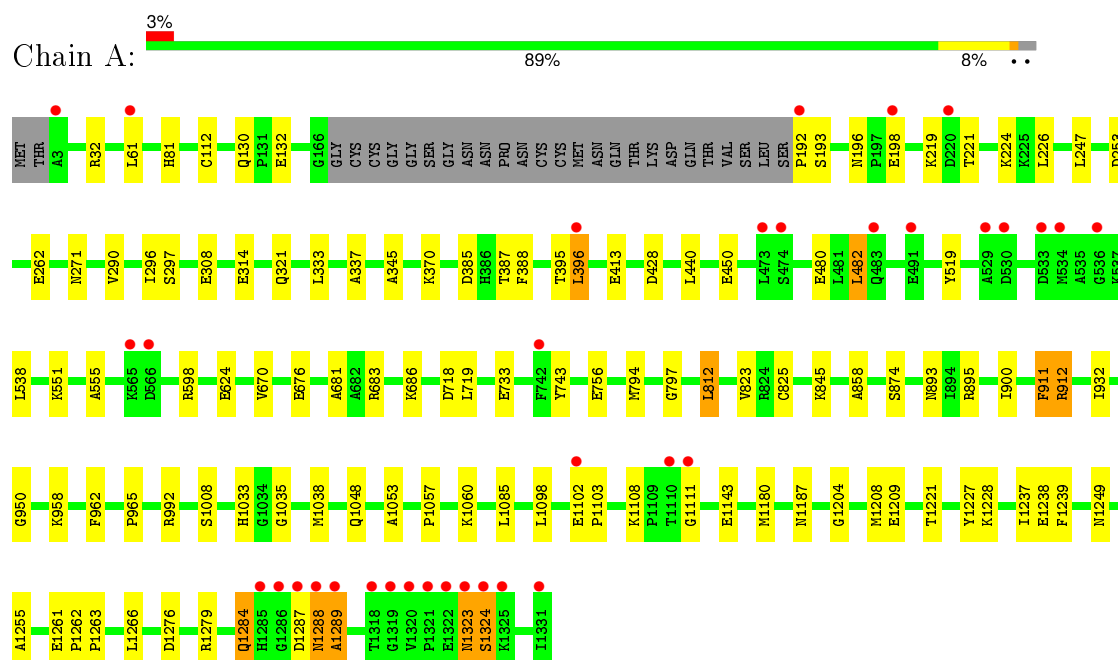 3%
Chain A:
89%
8%
MET THR A3 R32 L61 H81 C112 Q130 P131 E132 G166 GLY CYS CYS GLY GLY SER GLY ASN ASN PRO ASN CYS CYS MET ASN GLN THR LYS ASP GLN THR VAL SER LEU SER P192 S193 N196 P197 E198 K219 D220 T221 K224 K225 L226 L247 D253
E262 N271 V290 I296 S297 E308 E314 Q321 L333 A337 A345 K370 D385 H386 T387 F388 T395 L396 E413 D428 L440 E450 L473 S474 E480 L481 L482 Q483 E491 Y519 A529 D530 D533 M534 A535 G536 K537
L538 K551 A555 K565 D566 R598 E624 V670 E676 A681 A682 R683 K686 D718 L719 E733 F742 Y743 E756 M794 G797 L812 V823 R824 C825 K845 A858 S874 N893 I894 R895 I900 F911 R912 I932
G950 K958 F962 P965 R992 S1008 H1033 G1034 G1035 M1038 Q1048 A1053 P1057 K1060 L1085 L1098 E1102 P1103 K1108 P1109 T1110 G1111 E1143 M1180 N1187 G1204 M1208 E1209 T1221 Y1227 K1228 I1237 E1238 F1239 N1249
A1255 E1261 P1262 P1263 L1266 D1276 R1279 Q1284 H1285 G1286 D1287 N1288 A1289 T1318 G1319 V1320 P1321 E1322 N1323 S1324 K1325 I1331